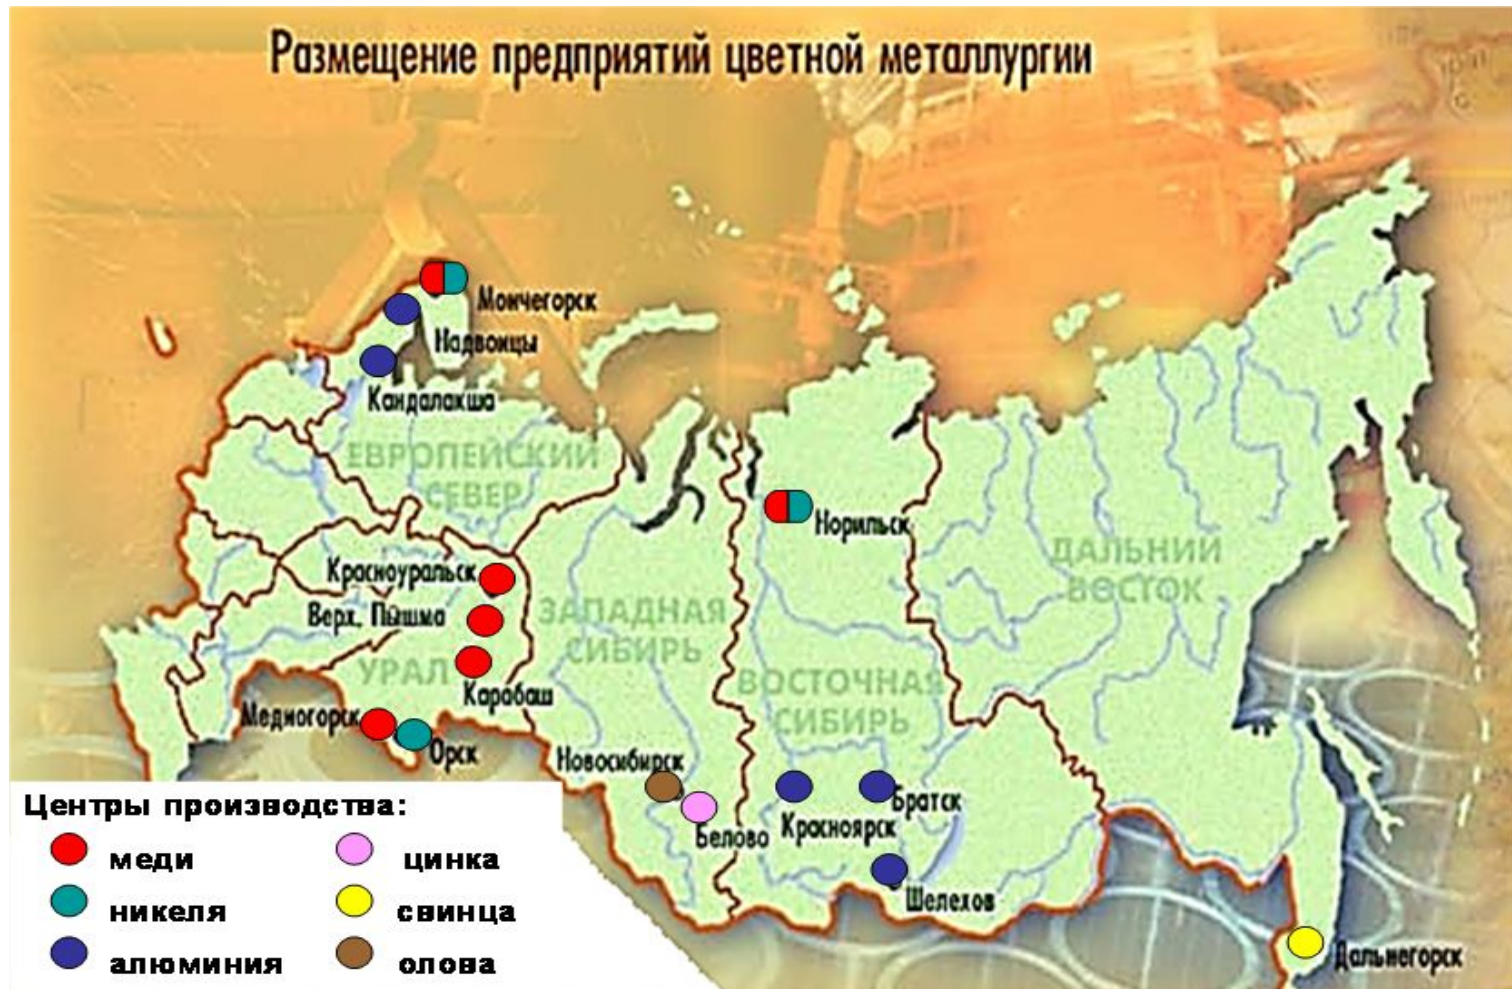 Размещение предприятий цветной металлургии
Мончегорск
Надвоицы
Кандалакша
ЕВРОПЕЙСКИЙ
СЕВЕР
Норильск
ДАЛЬНИЙ
ВОСТОК
Красноуральск
Верх. Пышма
ЗАПАДНАЯ
СИБИРЬ
УРАЛ
Карабаш
ВОСТОЧНАЯ
СИБИРЬ
Медногорск
Орск
Новосибирск
Белово
Красноярск
Братск
Шелехов
Дальнегорск
Центры производства:
меди
цинка
никеля
свинца
алюминия
олова